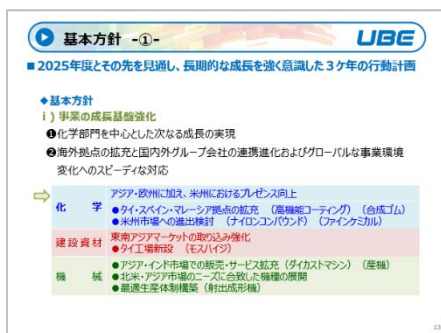 基本方針 -①-
UBE
■2025年度とその先を見通し、長期的な成長を強く意識した3ケ年の行動計画
◆基本方針
ⅰ）事業の成長基盤強化
❶化学部門を中心とした次なる成長の実現
❷海外拠点の拡充と国内外グループ会社の連携進化およびグローバルな事業環境
変化へのスピーディな対応
化 学
アジア・欧州に加え、米州におけるプレゼンス向上
●タイ・スペイン・マレーシア拠点の拡充 （高機能コーティング）（合成ゴム）
●米州市場への進出検討 （ナイロンコンパウンド）（ファインケミカル）
建設資材
東南アジアマーケットの取り込み強化
●タイ工場新設 （モスハイジ）
機 械
●アジア・インド市場での販売・サービス拡充（ダイカストマシン）（産機）
●北米・アジア市場のニーズに合致した機種の展開
●最適生産体制構築（射出成形機）